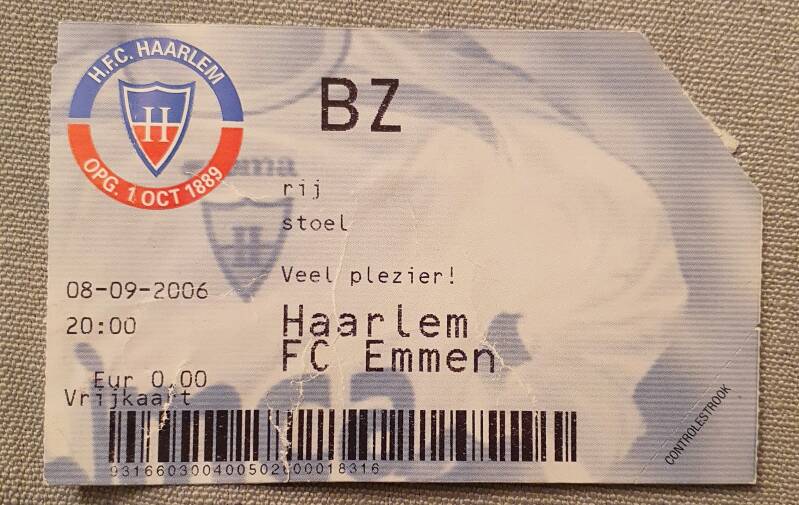 H.F.C. HAARLEM
H
OPG. 1 OCT 1889
BZ
rij
stoel
Veel plezier!
08-09-2006
20:00
Haarlem
FC Emmen
Eur 0,00
Vrijkaart
CONTROLESTROOK